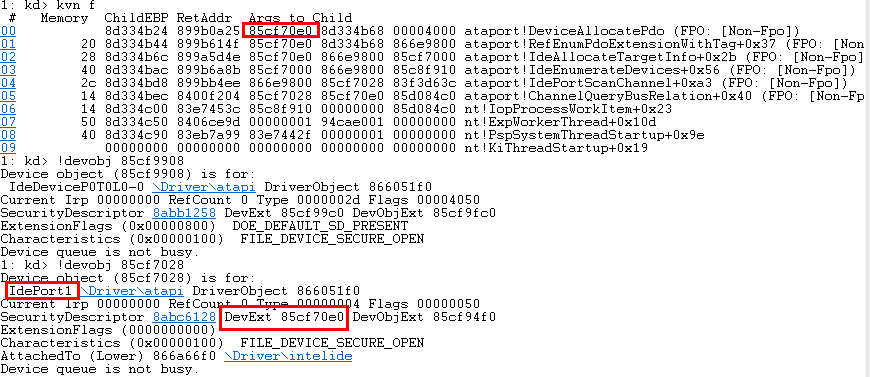 1: kd> kvn f
 #   Memory  ChildEBP RetAddr  Args to Child
00           8d334b24 899b0a25 85cf70e0 8d334b68 00004000 ataport!DeviceAllocatePdo (FPO: [Non-Fpo])
01        20 8d334b44 899b614f 85cf70e0 8d334b68 866e9800 ataport!RefEnumPdoExtensionWithTag+0x37 (FPO: [Non
02        28 8d334b6c 899a5d4e 85cf70e0 866e9800 85cf7000 ataport!IdeAllocateTargetInfo+0x2b (FPO: [Non-Fpo]
03        40 8d334bac 899b6a8b 85cf7000 866e9800 85c8f910 ataport!IdeEnumerateDevices+0x56 (FPO: [Non-Fpo])
04        2c 8d334bd8 899bb4ee 866e9800 85cf7028 83f3d63c ataport!IdePortScanChannel+0xa3 (FPO: [Non-Fpo])
05        14 8d334bec 8400f204 85cf7028 85cf70e0 85d084c0 ataport!ChannelQueryBusRelation+0x40 (FPO: [Non-Fp
06        14 8d334c00 83e7453c 85c8f910 00000000 85d084c0 nt!IopProcessWorkItem+0x23
07        50 8d334c50 8406ce9d 00000001 94cae001 00000000 nt!ExpWorkerThread+0x10d
08        40 8d334c90 83eb7a99 83e7442f 00000001 00000000 nt!PspSystemThreadStartup+0x9e
09           00000000 00000000 00000000 00000000 00000000 nt!KiThreadStartup+0x19
1: kd> !devobj 85cf9908
Device object (85cf9908) is for:
 IdeDeviceP0T0L0-0 \Driver\atapi DriverObject 866051f0
Current Irp 00000000 RefCount 0 Type 0000002d Flags 00004050
SecurityDescriptor 8abb1258 DevExt 85cf99c0 DevObjExt 85cf9fc0
ExtensionFlags (0x00000800)  DOE_DEFAULT_SD_PRESENT
Characteristics (0x00000100)  FILE_DEVICE_SECURE_OPEN
Device queue is not busy.
1: kd> !devobj 85cf7028
Device object (85cf7028) is for:
 IdePort1 \Driver\atapi DriverObject 866051f0
Current Irp 00000000 RefCount 0 Type 00000004 Flags 00000050
SecurityDescriptor 8abc6128 DevExt 85cf70e0 DevObjExt 85cf94f0
ExtensionFlags (0000000000)
Characteristics (0x00000100)  FILE_DEVICE_SECURE_OPEN
AttachedTo (Lower) 866a66f0 \Driver\intelide
Device queue is not busy.